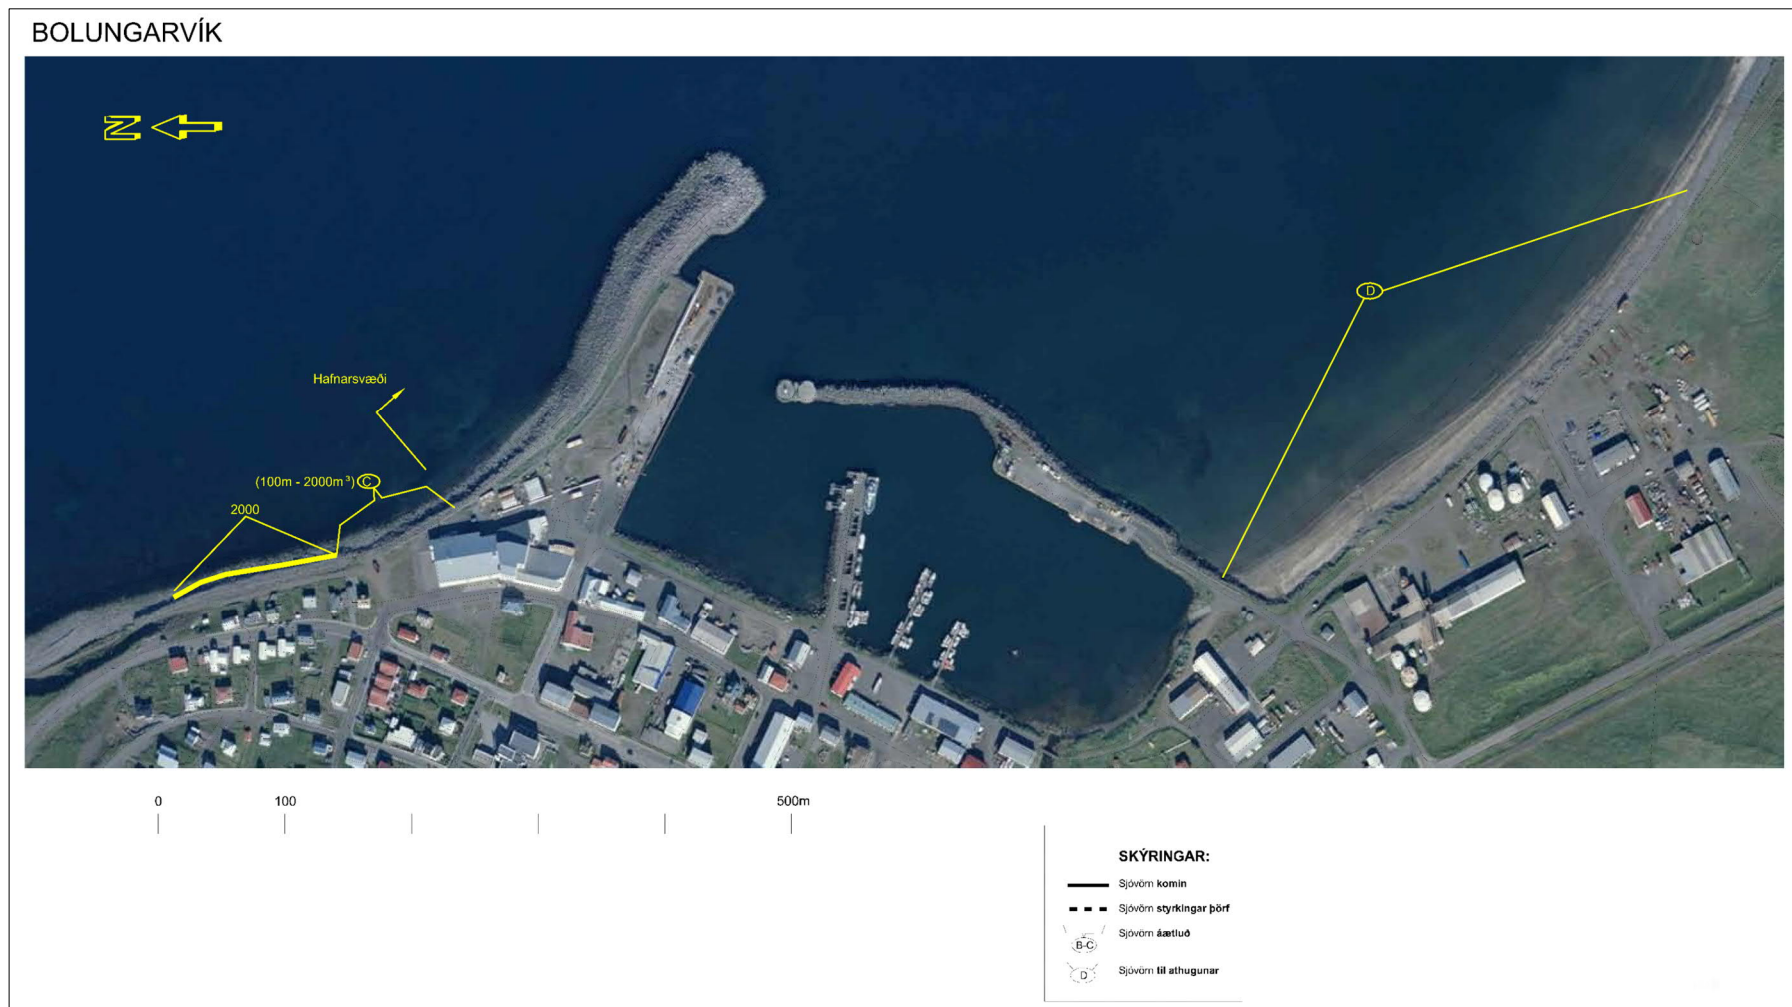 BOLUNGARVÍK
N
D
Hafnarsvæði
(100m - 2000m³) C
2000
0 100 500m
SKÝRINGAR:
Sjóvörn komin
Sjóvörn styrkingar þörf
Sjóvörn áætluð
B-C
Sjóvörn til athugunar
D